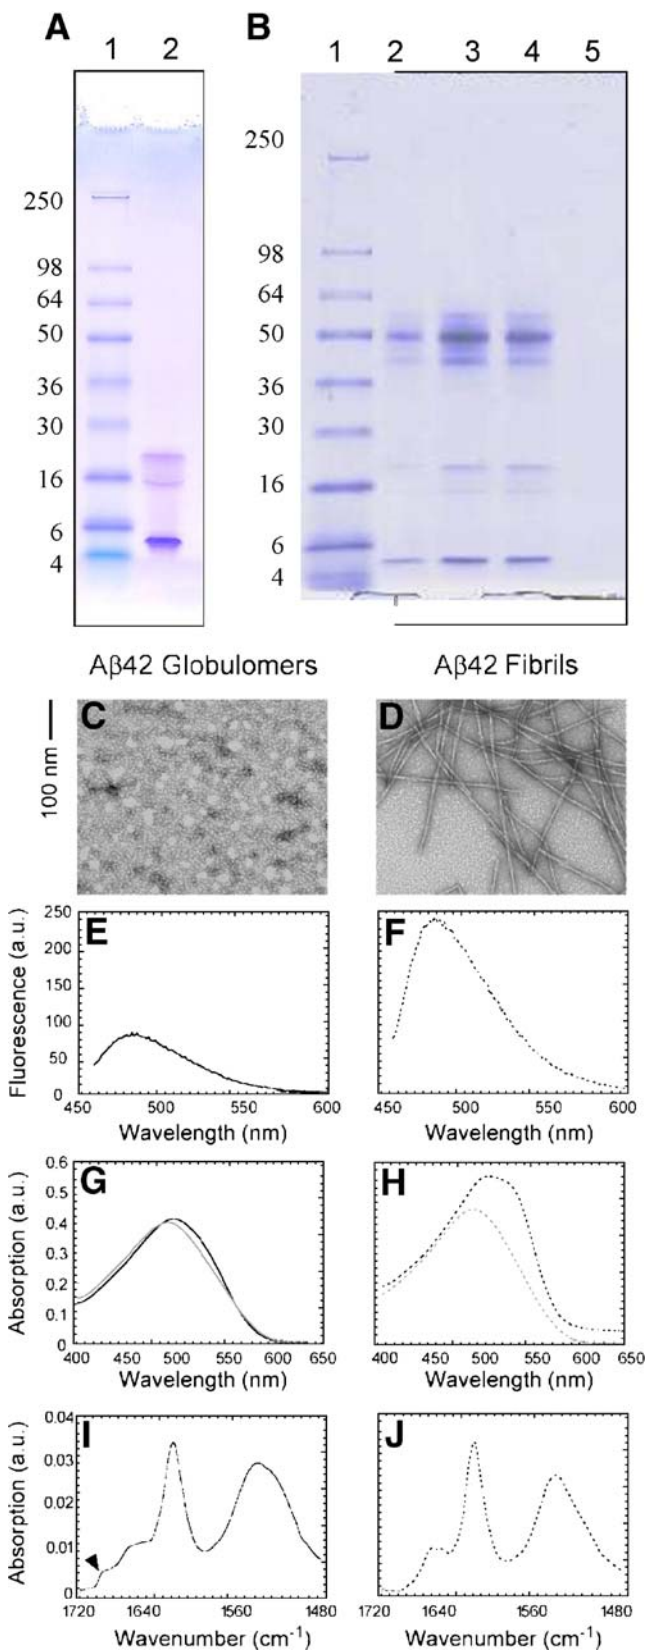 A
B
1 2
1 2 3 4 5
250
98
64
50
36
30
16
6
4
250
98
64
50
36
30
16
6
4
Aβ42 Globulomers
Aβ42 Fibrils
100 nm
C
D
Fluorescence (a.u.)
250
200
150
100
50
0
E
450 500 550 600
Wavelength (nm)
F
450 500 550 600
Wavelength (nm)
Absorption (a.u.)
0.6
0.5
0.4
0.3
0.2
0.1
0
G
400 450 500 550 600 650
Wavelength (nm)
H
400 450 500 550 600 650
Wavelength (nm)
Absorption (a.u.)
0.04
0.03
0.02
0.01
0
I
1720 1640 1560 1480
Wavenumber (cm⁻¹)
J
1720 1640 1560 1480
Wavenumber (cm⁻¹)